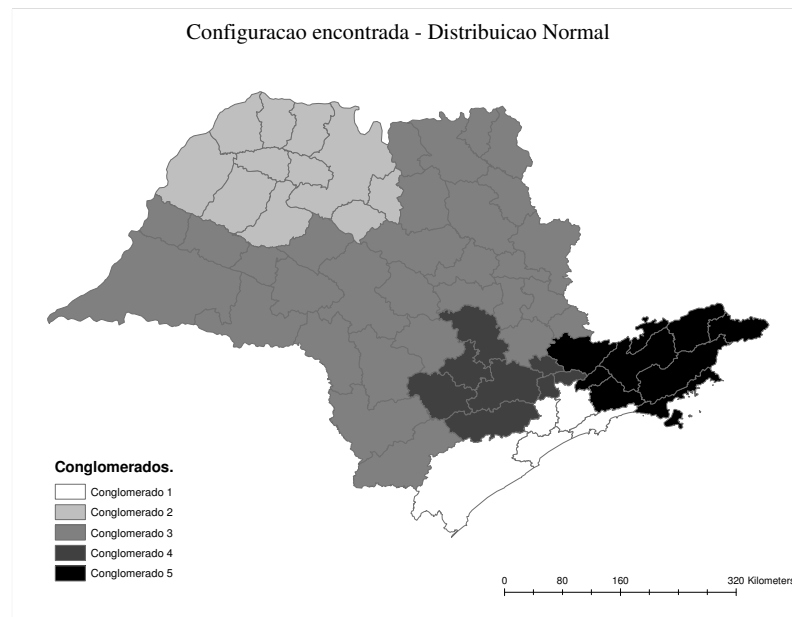 Configuracao encontrada - Distribuicao Normal
Conglomerados.
Conglomerado 1
Conglomerado 2
Conglomerado 3
Conglomerado 4
Conglomerado 5
0 80 160 320 Kilometers